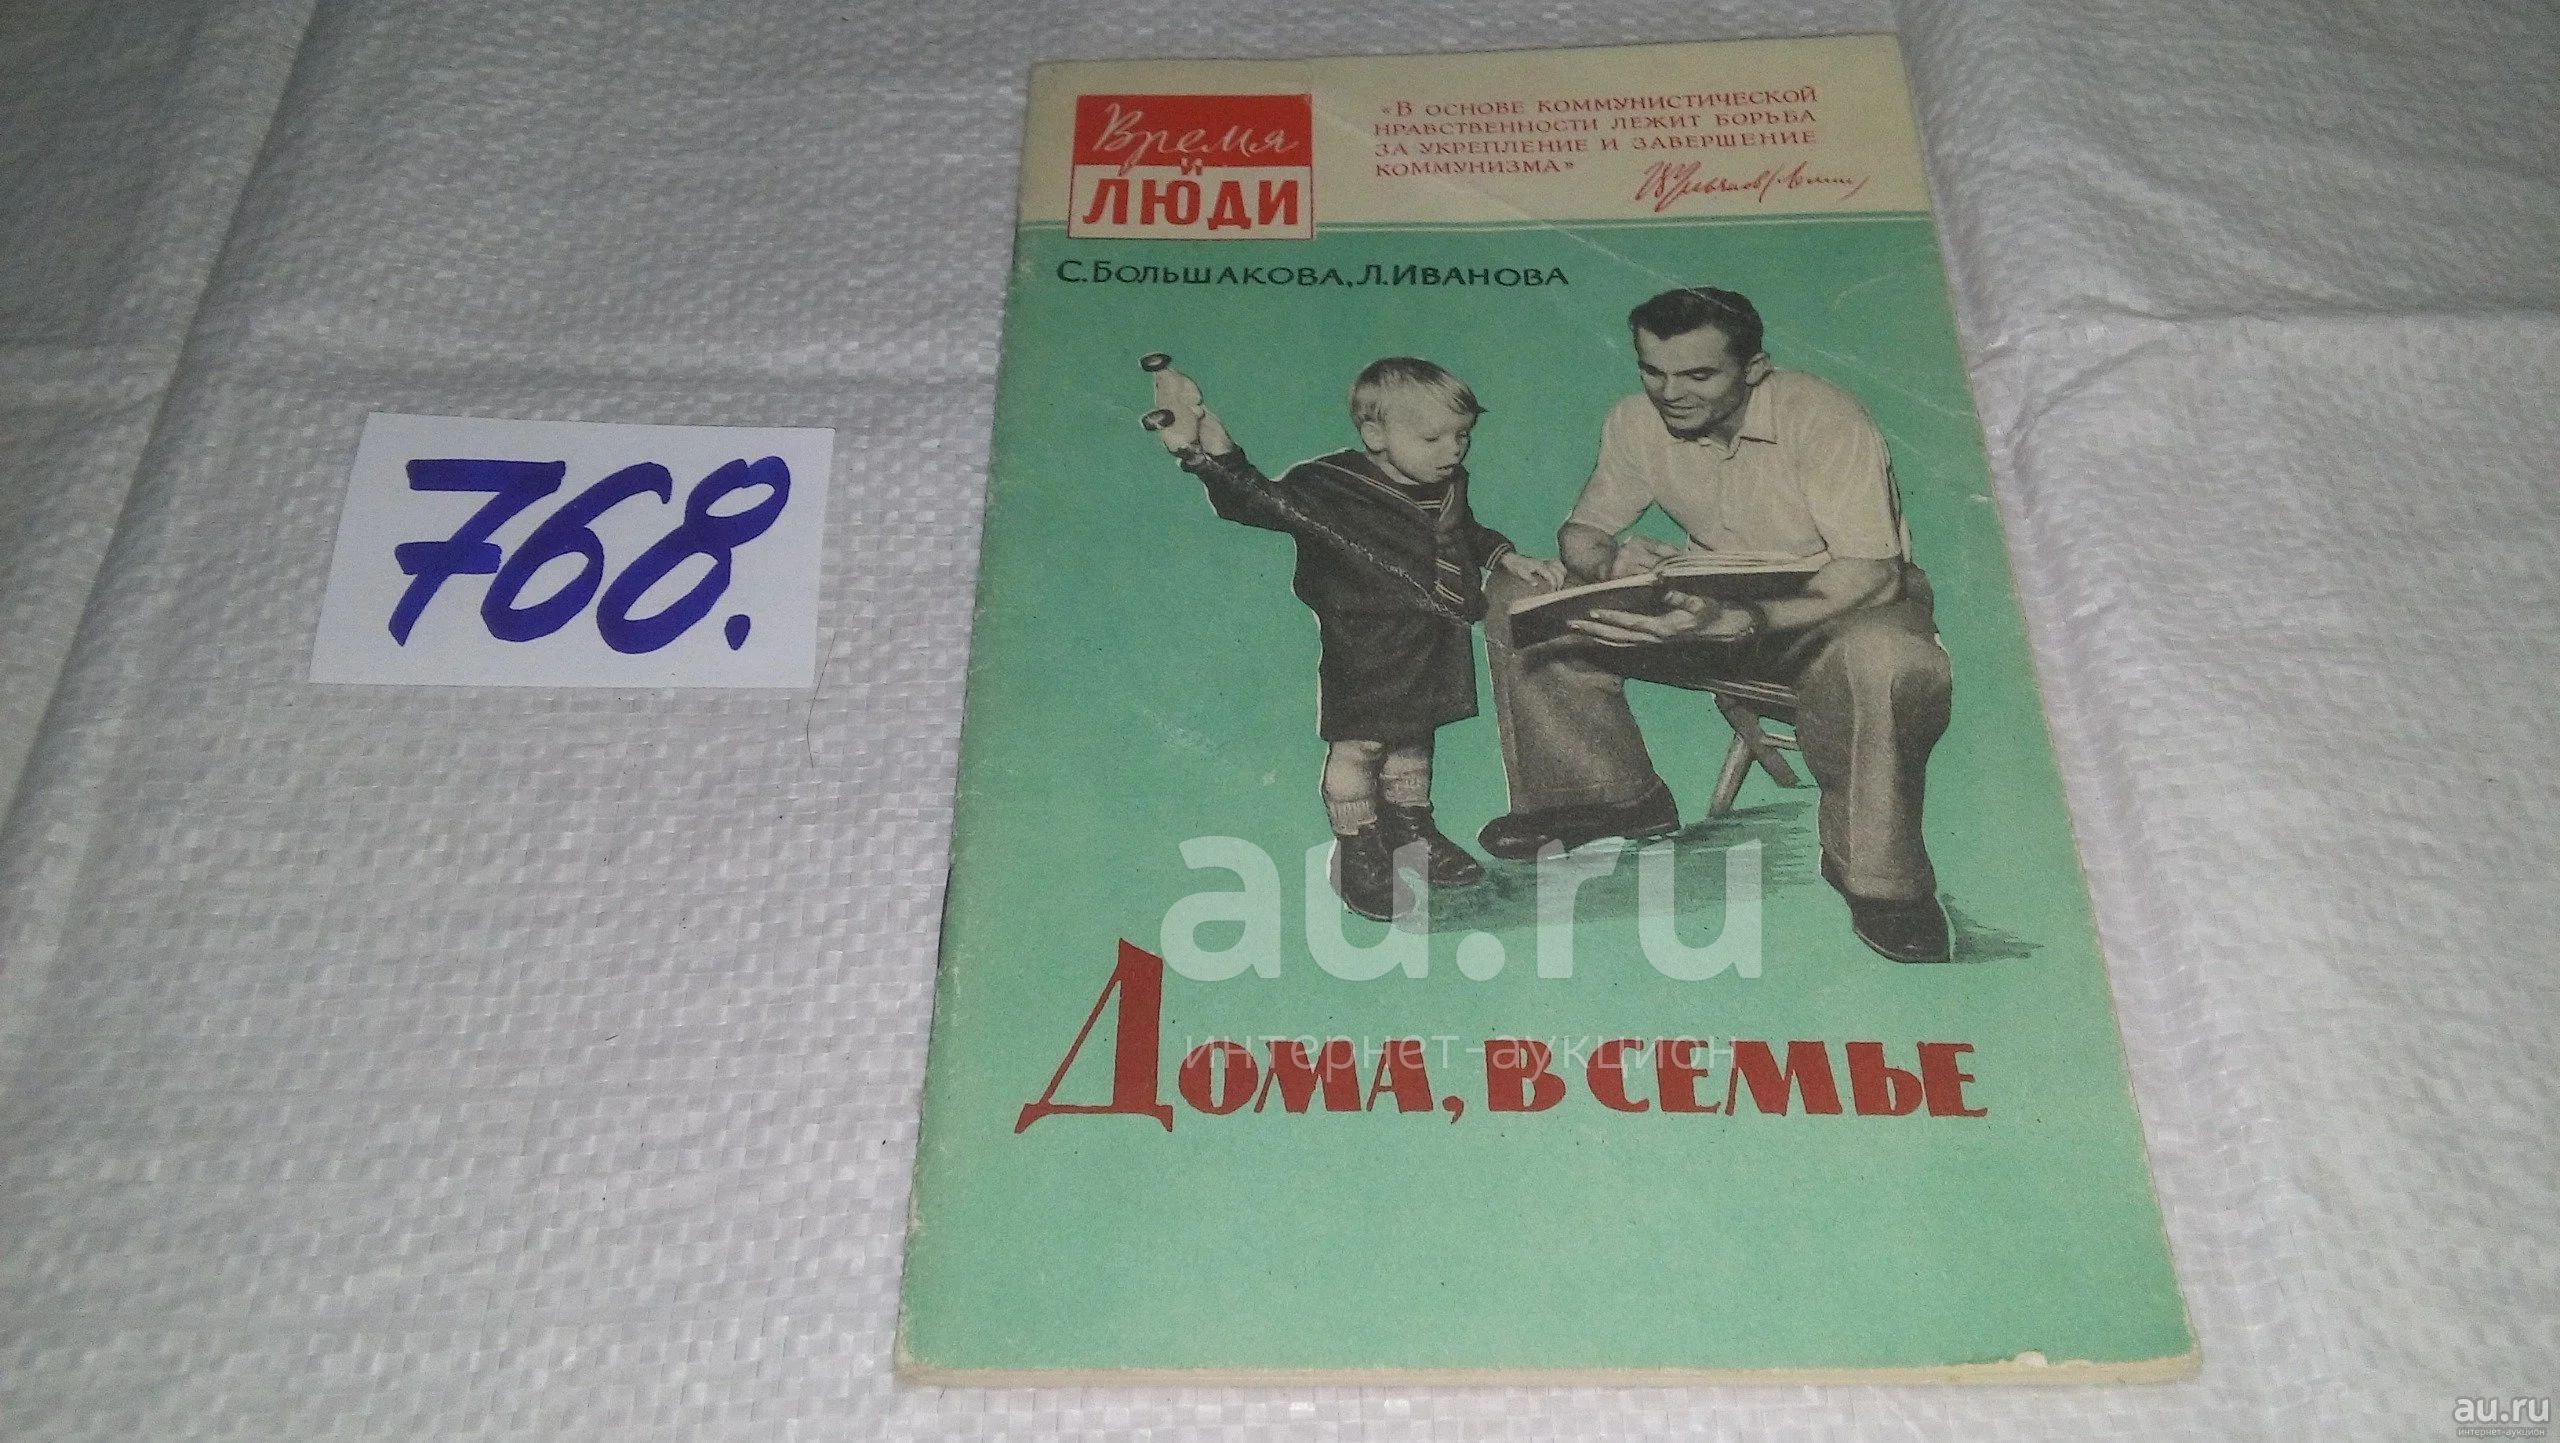 768.
Время
и
ЛЮДИ
«В ОСНОВЕ КОММУНИСТИЧЕСКОЙ
НРАВСТВЕННОСТИ ЛЕЖИТ БОРЬБА
ЗА УКРЕПЛЕНИЕ И ЗАВЕРШЕНИЕ
КОММУНИЗМА»
С. БОЛЬШАКОВА, Л. ИВАНОВА
au.ru
интернет-аукцион
ДОМА, В СЕМЬЕ
au.ru
интернет-аукцион